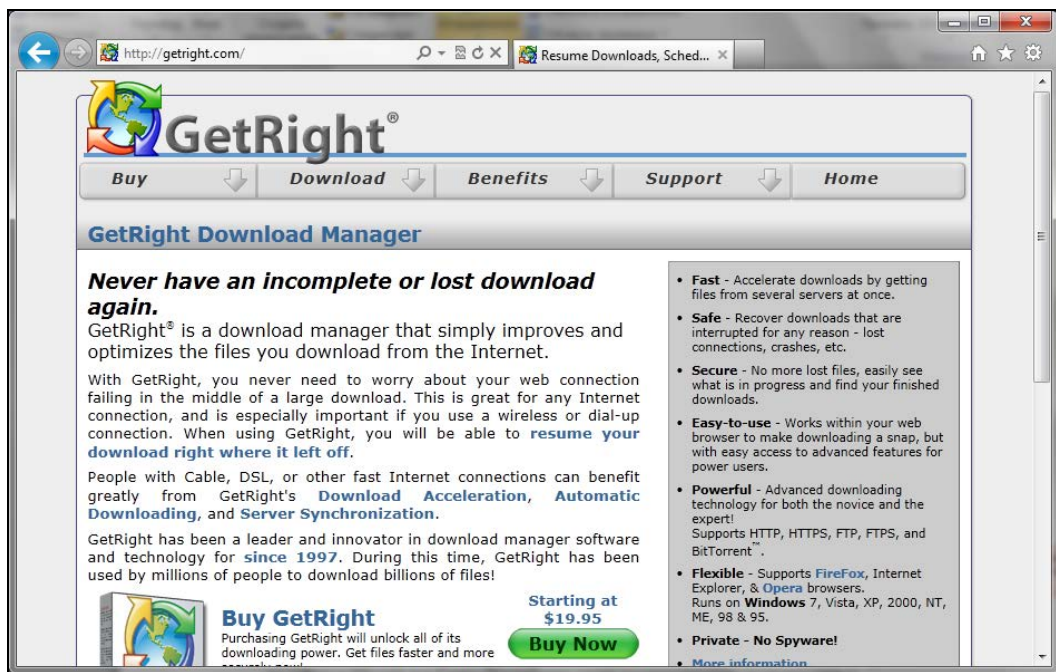 http://getright.com/
Resume Downloads, Sched...
GetRight®
Buy
Download
Benefits
Support
Home
GetRight Download Manager
Never have an incomplete or lost download
again.
GetRight® is a download manager that simply improves and
optimizes the files you download from the Internet.
With GetRight, you never need to worry about your web connection
failing in the middle of a large download. This is great for any Internet
connection, and is especially important if you use a wireless or dial-up
connection. When using GetRight, you will be able to resume your
download right where it left off.
People with Cable, DSL, or other fast Internet connections can benefit
greatly from GetRight's Download Acceleration, Automatic
Downloading, and Server Synchronization.
GetRight has been a leader and innovator in download manager software
and technology for since 1997. During this time, GetRight has been
used by millions of people to download billions of files!
Buy GetRight
Purchasing GetRight will unlock all of its
downloading power. Get files faster and more
Starting at
$19.95
Buy Now
• Fast - Accelerate downloads by getting
files from several servers at once.
• Safe - Recover downloads that are
interrupted for any reason - lost
connections, crashes, etc.
• Secure - No more lost files, easily see
what is in progress and find your finished
downloads.
• Easy-to-use - Works within your web
browser to make downloading a snap, but
with easy access to advanced features for
power users.
• Powerful - Advanced downloading
technology for both the novice and the
expert!
Supports HTTP, HTTPS, FTP, FTPS, and
BitTorrent™.
• Flexible - Supports FireFox, Internet
Explorer, & Opera browsers.
Runs on Windows 7, Vista, XP, 2000, NT,
ME, 98 & 95.
• Private - No Spyware!
• More information